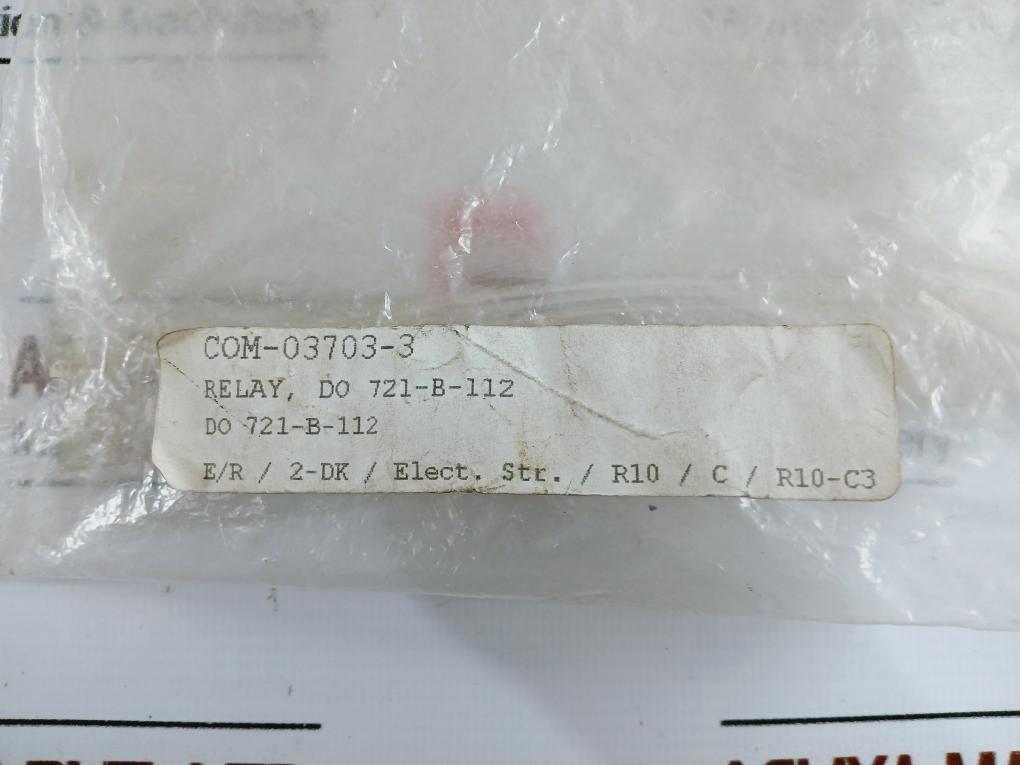 COM-03703-3
RELAY, DO 721-B-112
DO 721-B-112
E/R / 2-DK / Elect. Str. / R10 / C / R10-C3